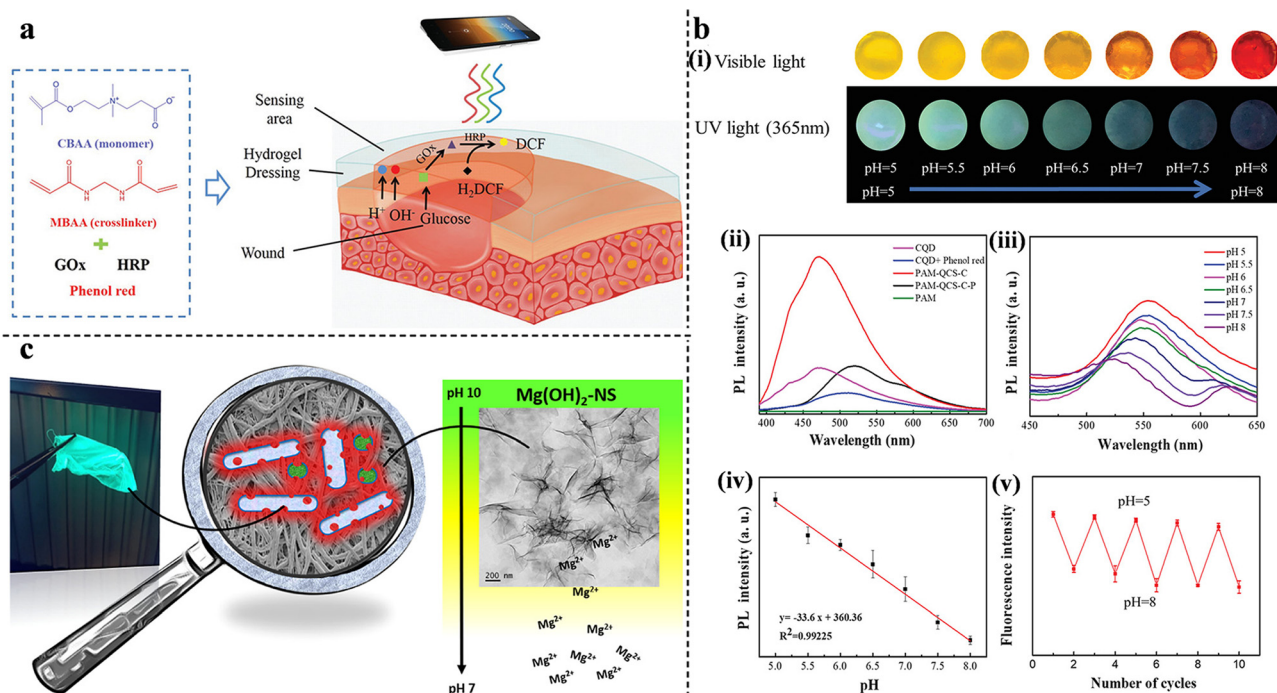 a
CBAA (monomer)
MBAA (crosslinker)
GOx HRP
Phenol red
Sensing
area
Hydrogel
Dressing
Wound
GOx
HRP
DCF
H₂DCF
H⁺ OH⁻ Glucose
b
(i) Visible light
UV light (365nm)
pH=5 pH=5.5 pH=6 pH=6.5 pH=7 pH=7.5 pH=8
pH=5 pH=8
(ii)
CQD
CQD+ Phenol red
PAM-QCS-C
PAM-QCS-C-P
PAM
PL intensity (a. u.)
400 450 500 550 600 650 700
Wavelength (nm)
(iii)
pH 5
pH 5.5
pH 6
pH 6.5
pH 7
pH 7.5
pH 8
PL intensity (a. u.)
450 500 550 600 650
Wavelength (nm)
(iv)
PL intensity (a. u.)
y= -33.6 x + 360.36
R²=0.99225
5.0 5.5 6.0 6.5 7.0 7.5 8.0
pH
(v)
Fluorescence intensity
pH=5
pH=8
0 2 4 6 8 10
Number of cycles
c
pH 10
Mg(OH)₂-NS
200 nm
Mg²⁺
Mg²⁺
Mg²⁺
Mg²⁺
Mg²⁺
Mg²⁺
Mg²⁺
Mg²⁺
Mg²⁺
pH 7